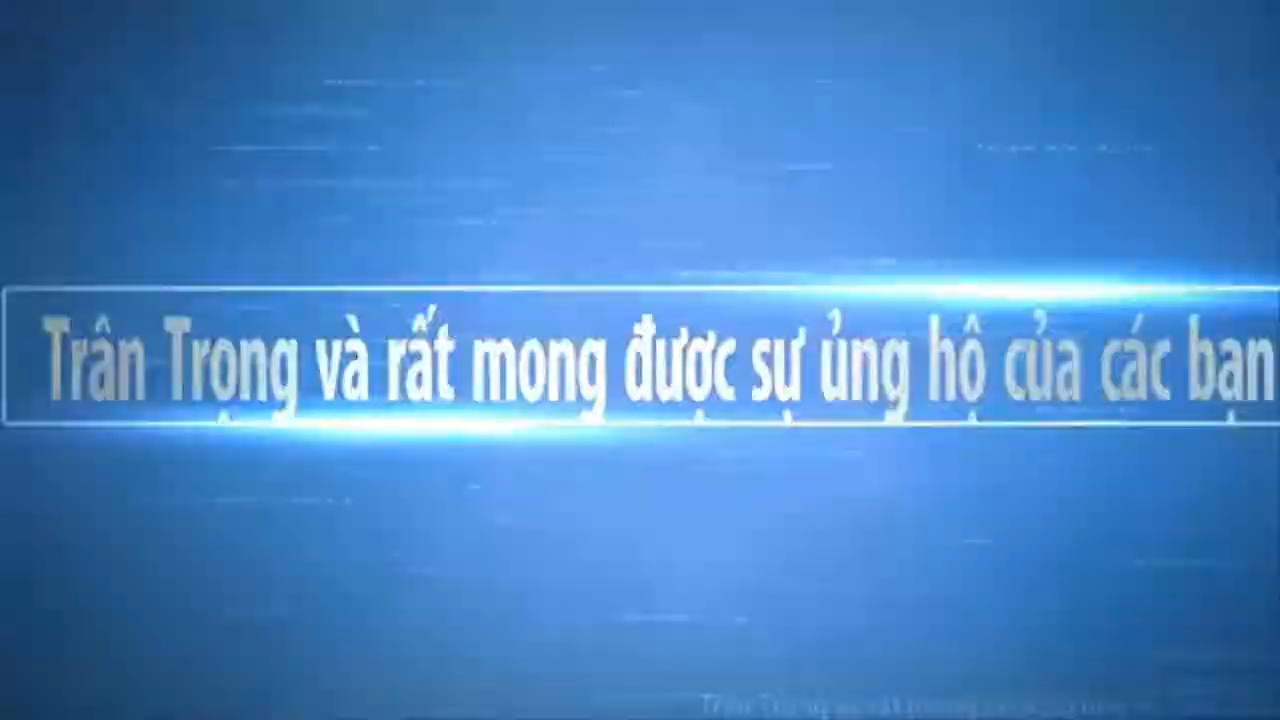 Trân Trọng và rất mong được sự ủng hộ của các bạn